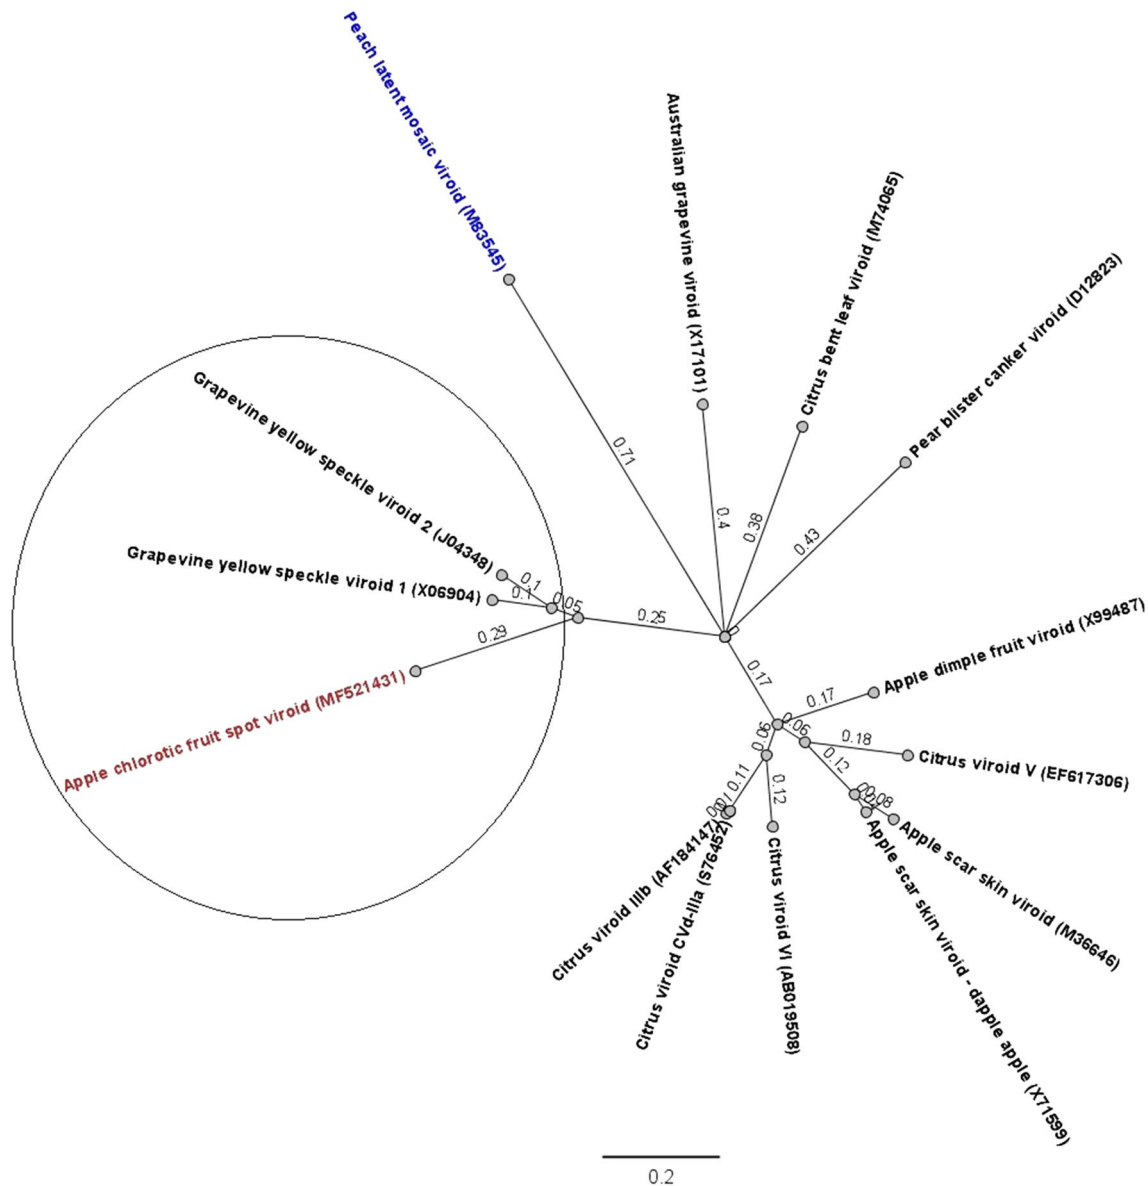 Peach latent mosaic viroid (M83545)
Australian grapevine viroid (X17101)
Citrus bent leaf viroid (M74065)
Pear blister canker viroid (D12823)
0.71
0.4
0.38
0.43
Grapevine yellow speckle viroid 2 (J04348)
Grapevine yellow speckle viroid 1 (X06904)
0.1
0.1
0.05
0.25
0
0.29
Apple chlorotic fruit spot viroid (MF521431)
0.17
Apple dimple fruit viroid (X99487)
0.17
0.06
0.06
0.18
Citrus viroid V (EF617306)
0.12
0.11
0.12
0.08
Citrus viroid IIIb (AF184147)
Citrus viroid CVd-IIIa (S76452)
Citrus viroid VI (AB019508)
Apple scar skin viroid (M36646)
Apple scar skin viroid - dapple apple (X71599)
0.2